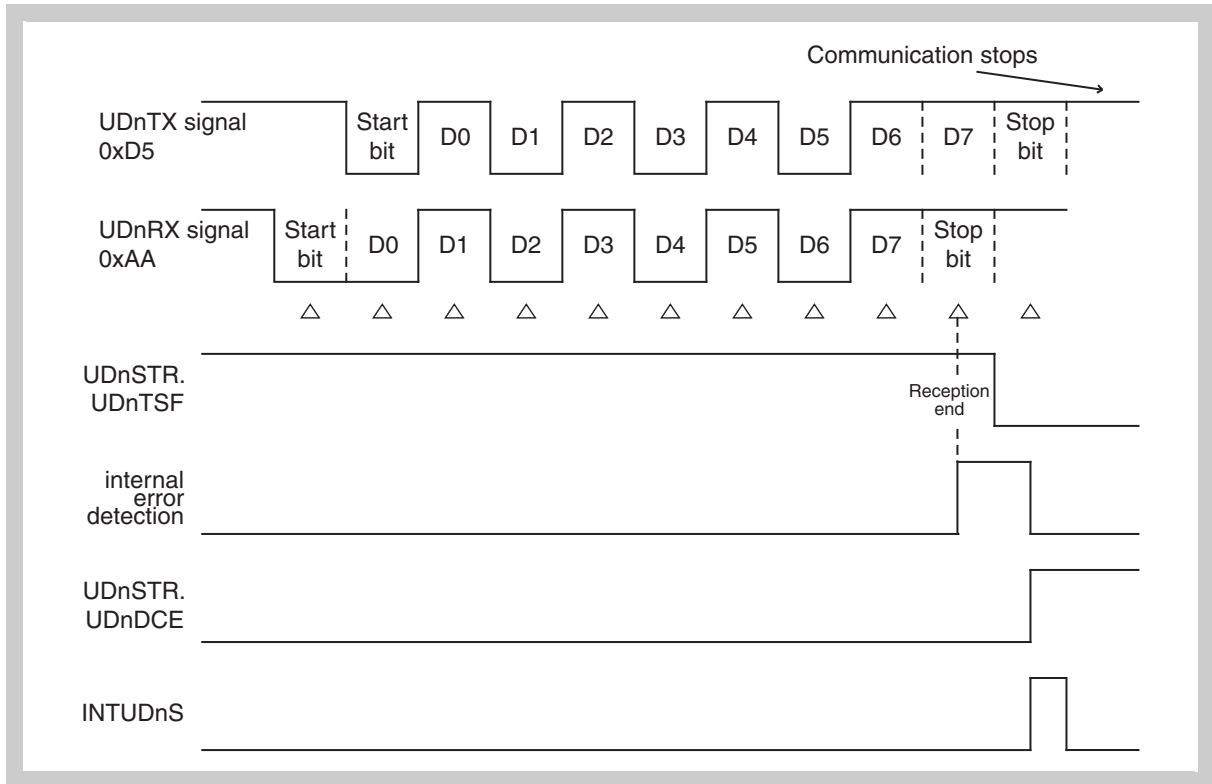 Communication stops
UDnTX signal
0xD5
Start
bit
D0
D1
D2
D3
D4
D5
D6
D7
Stop
bit
UDnRX signal
0xAA
Start
bit
D0
D1
D2
D3
D4
D5
D6
D7
Stop
bit
UDnSTR.
UDnTSF
Reception
end
internal
error
detection
UDnSTR.
UDnDCE
INTUDnS